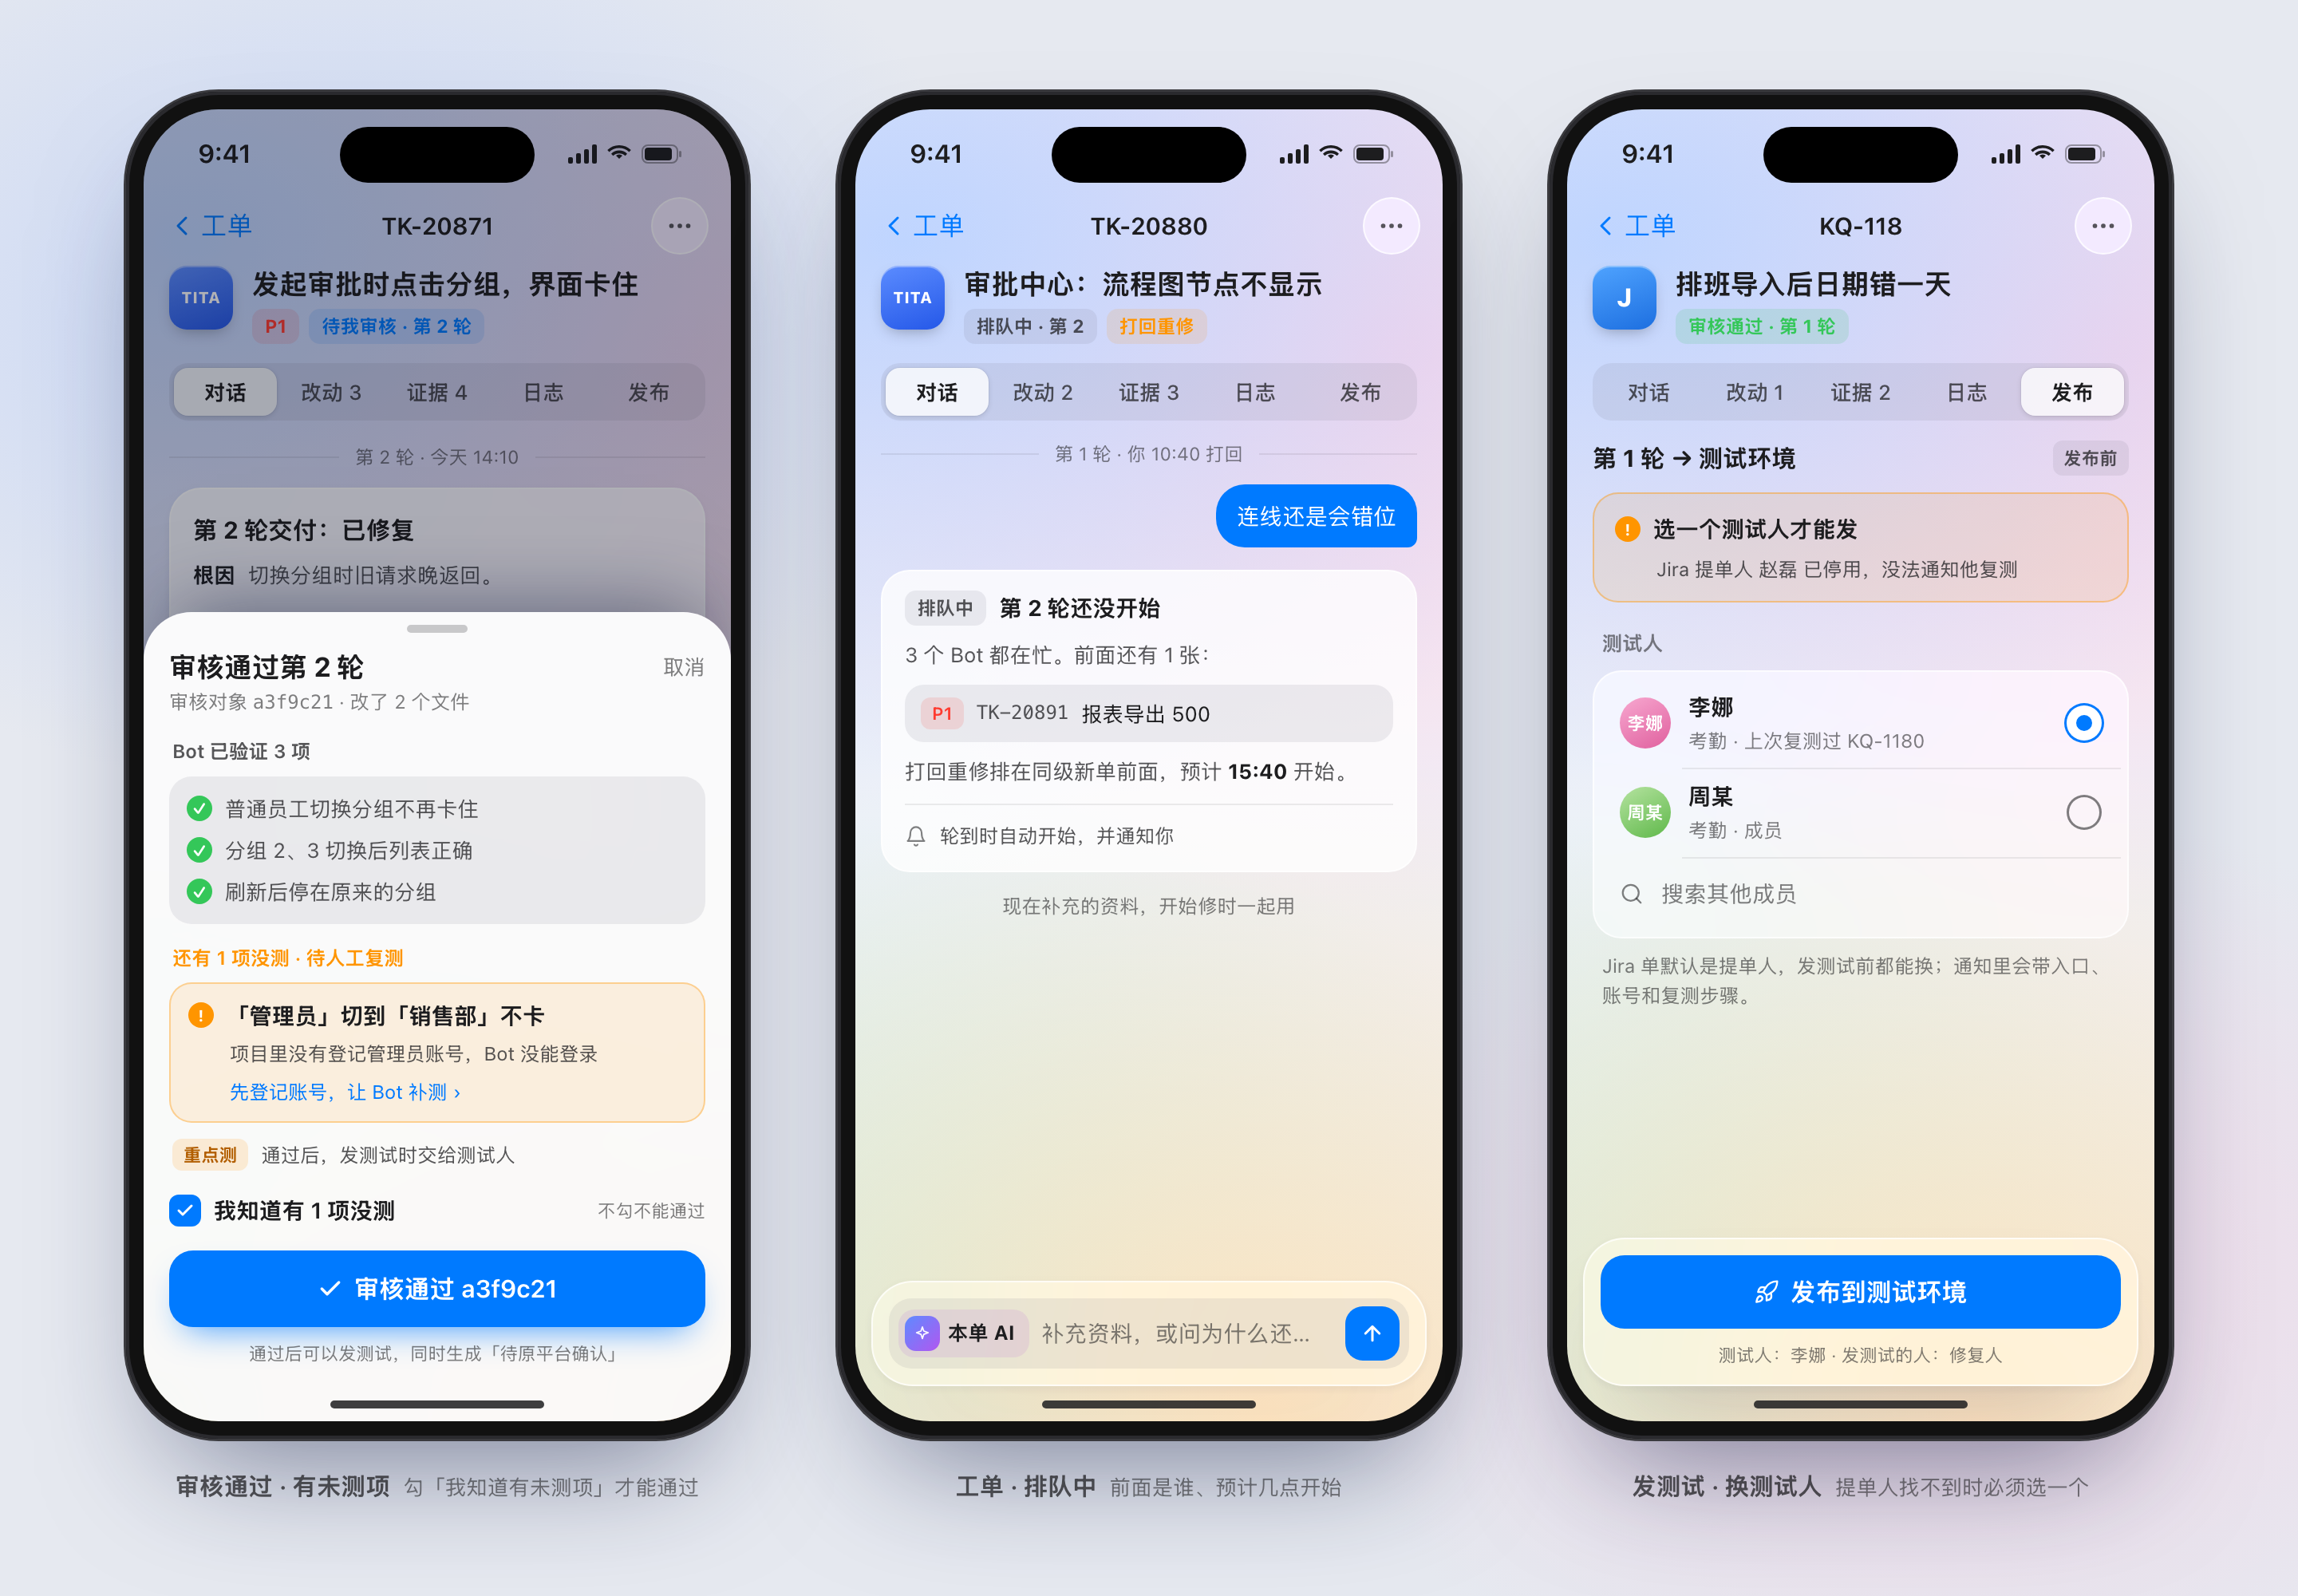 9:41
工单
TK-20871
TITA
发起审批时点击分组，界面卡住
P1 待我审核 · 第 2 轮
对话 改动 3 证据 4 日志 发布
第 2 轮 · 今天 14:10
第 2 轮交付：已修复
根因 切换分组时旧请求晚返回。
审核通过第 2 轮
取消
审核对象 a3f9c21 · 改了 2 个文件
Bot 已验证 3 项
普通员工切换分组不再卡住
分组 2、3 切换后列表正确
刷新后停在原来的分组
还有 1 项没测 · 待人工复测
「管理员」切到「销售部」不卡
项目里没有登记管理员账号，Bot 没能登录
先登记账号，让 Bot 补测 ›
重点测 通过后，发测试时交给测试人
我知道有 1 项没测 不勾不能通过
审核通过 a3f9c21
通过后可以发测试，同时生成「待原平台确认」
审核通过 · 有未测项 勾「我知道有未测项」才能通过
9:41
工单
TK-20880
TITA
审批中心：流程图节点不显示
排队中 · 第 2 打回重修
对话 改动 2 证据 3 日志 发布
第 1 轮 · 你 10:40 打回
连线还是会错位
排队中 第 2 轮还没开始
3 个 Bot 都在忙。前面还有 1 张：
P1 TK-20891 报表导出 500
打回重修排在同级新单前面，预计 15:40 开始。
轮到时自动开始，并通知你
现在补充的资料，开始修时一起用
本单 AI 补充资料，或问为什么还...
工单 · 排队中 前面是谁、预计几点开始
9:41
工单
KQ-118
J
排班导入后日期错一天
审核通过 · 第 1 轮
对话 改动 1 证据 2 日志 发布
第 1 轮 → 测试环境 发布前
选一个测试人才能发
Jira 提单人 赵磊 已停用，没法通知他复测
测试人
李娜 李娜
考勤 · 上次复测过 KQ-1180
周某 周某
考勤 · 成员
搜索其他成员
Jira 单默认是提单人，发测试前都能换；通知里会带入口、
账号和复测步骤。
发布到测试环境
测试人：李娜 · 发测试的人：修复人
发测试 · 换测试人 提单人找不到时必须选一个